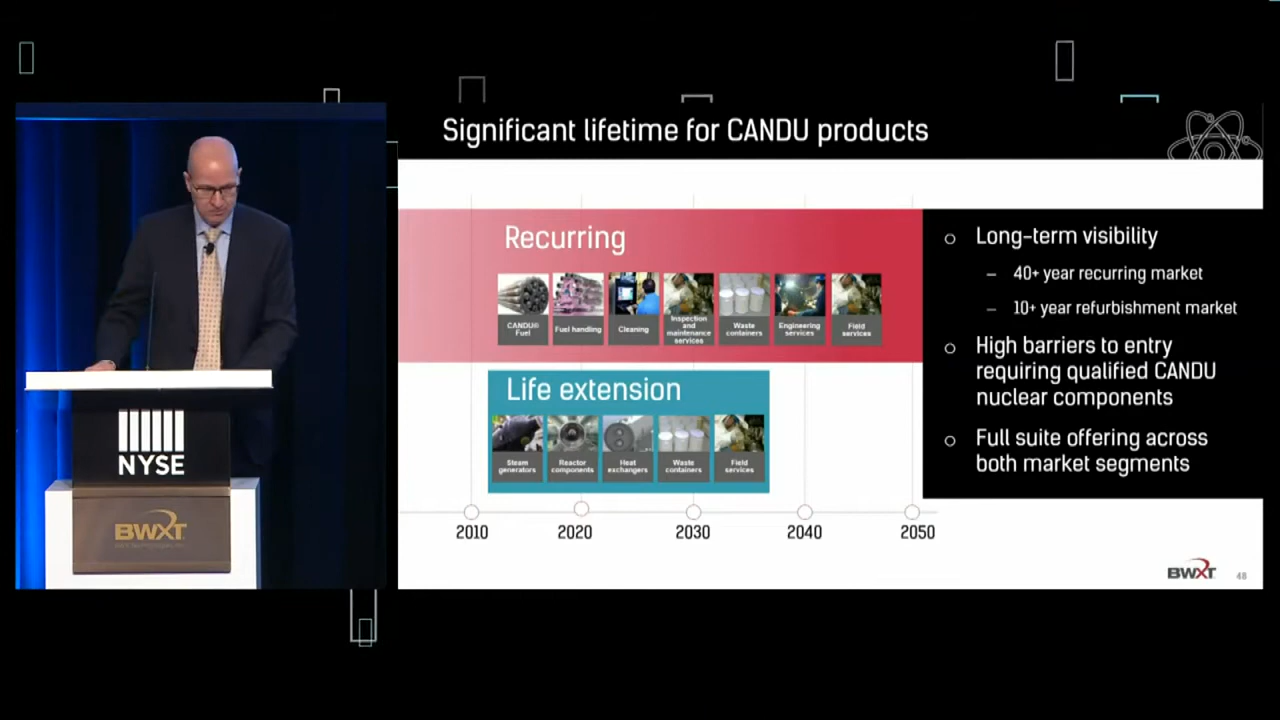 Significant lifetime for CANDU products
Recurring
CANDU®
Fuel
Fuel handling
Cleaning
Inspection
and
maintenance
services
Waste
containers
Engineering
services
Field
services
Life extension
Steam
generators
Reactor
components
Heat
exchangers
Waste
containers
Field
services
2010
2020
2030
2040
2050
○ Long-term visibility
– 40+ year recurring market
– 10+ year refurbishment market
○ High barriers to entry
requiring qualified CANDU
nuclear components
○ Full suite offering across
both market segments
BWXT
48
NYSE
BWXT